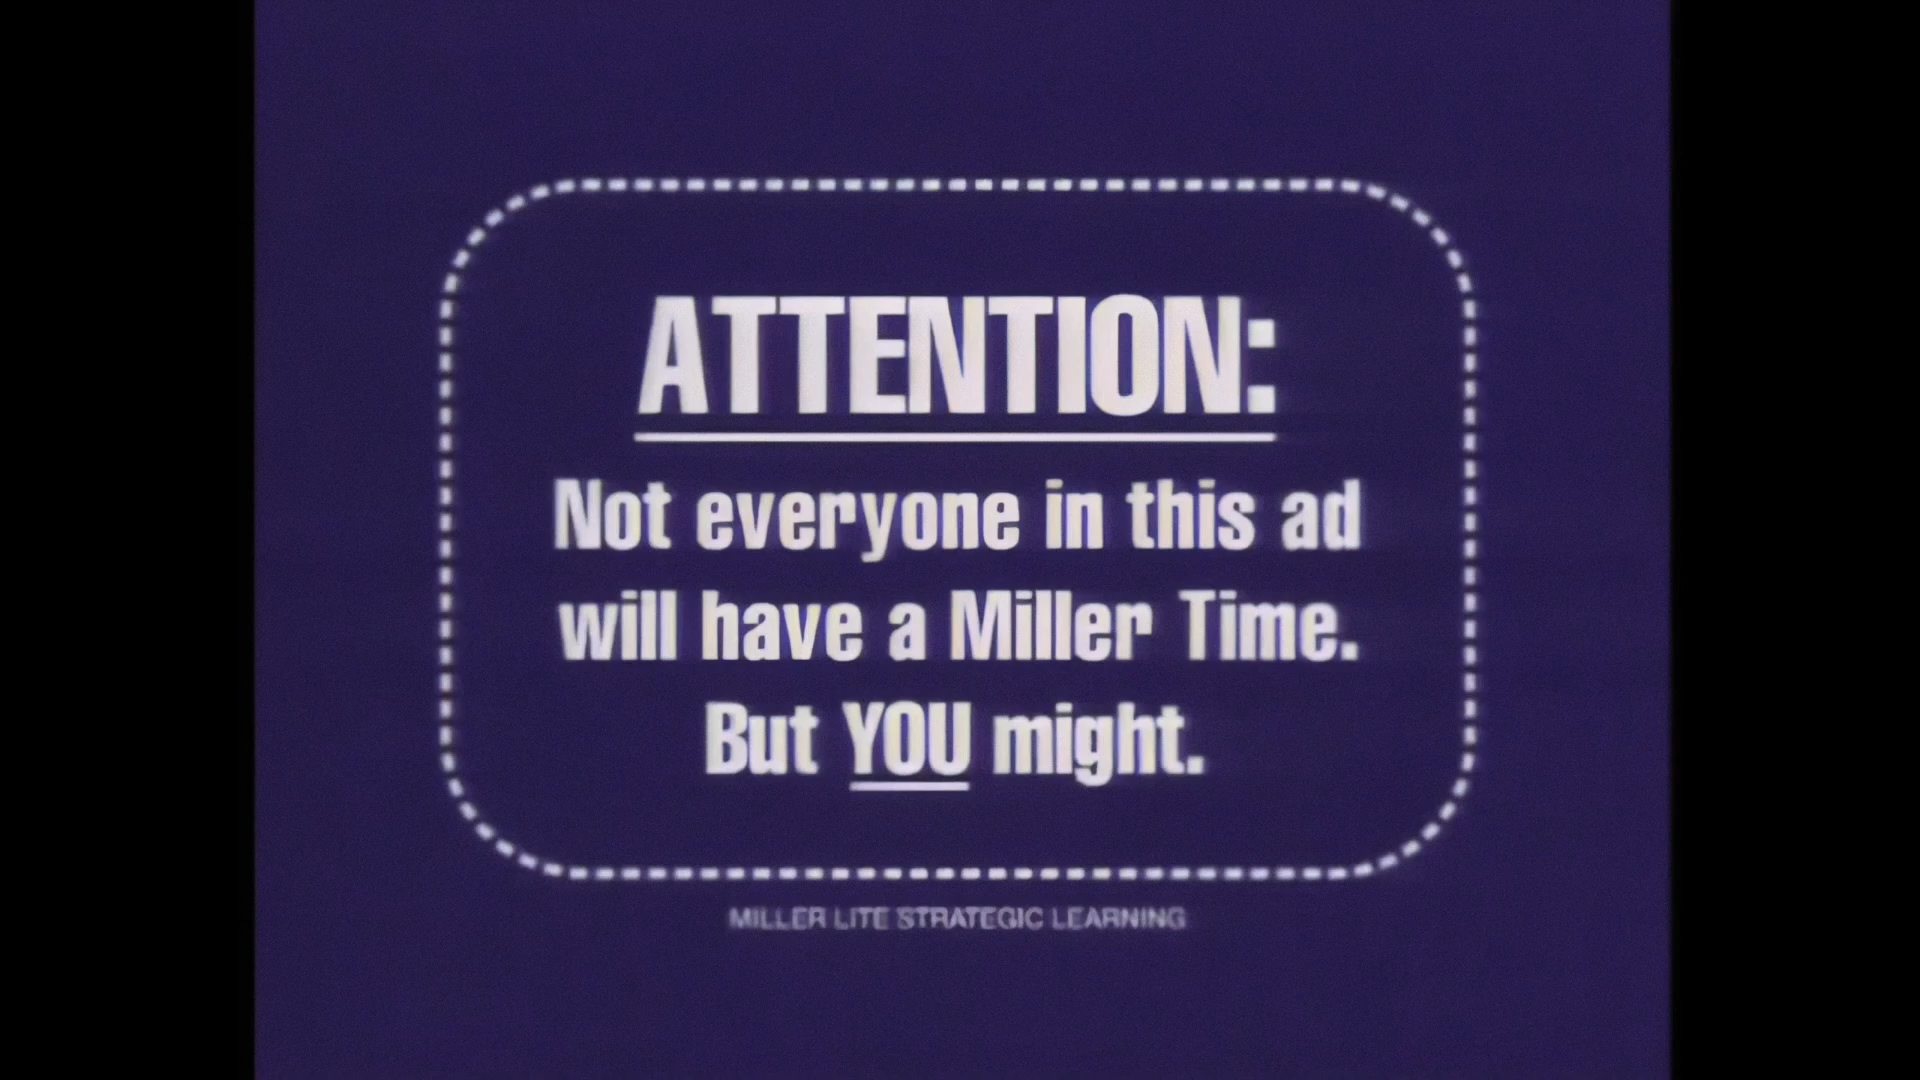 ATTENTION:
Not everyone in this ad
will have a Miller Time.
But YOU might.
MILLER LITE STRATEGIC LEARNING